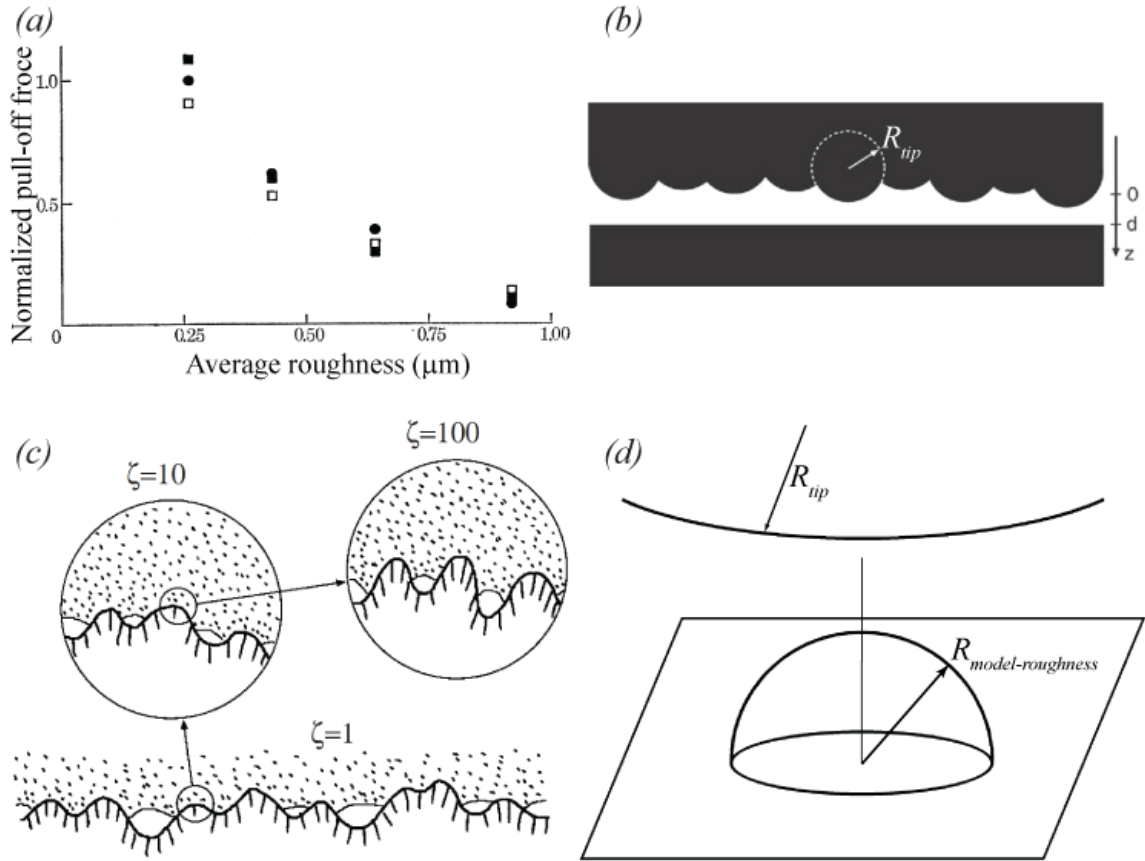 (a)
Normalized pull-off froce
1.0
0.5
0
0.25
0.50
0.75
1.00
Average roughness (μm)
(b)
R_tip
0
d
z
(c)
ζ=10
ζ=100
ζ=1
(d)
R_tip
R_model-roughness